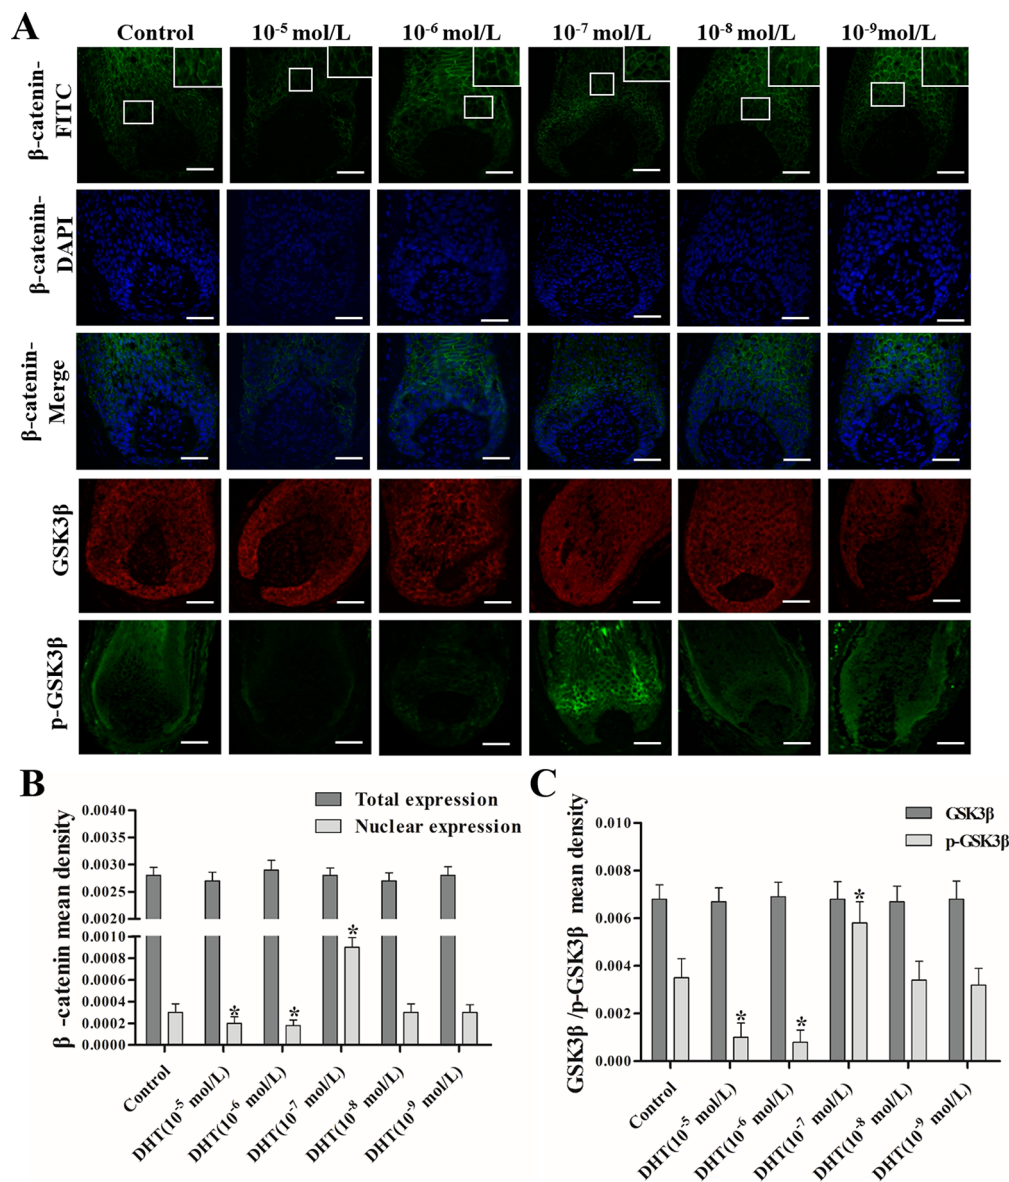 A
Control 10-5 mol/L 10-6 mol/L 10-7 mol/L 10-8 mol/L 10-9mol/L
β-catenin-
FITC
β-catenin-
DAPI
β-catenin-
Merge
GSK3β
p-GSK3β
B
Total expression
Nuclear expression
β -catenin mean density
0.0040
0.0035
0.0030
0.0025
0.0020
0.0010
0.0008
0.0006
0.0004
0.0002
0.0000
* * *
Control
DHT(10-5 mol/L)
DHT(10-6 mol/L)
DHT(10-7 mol/L)
DHT(10-8 mol/L)
DHT(10-9 mol/L)
C
GSK3β
p-GSK3β
GSK3β/p-GSK3β mean density
0.010
0.008
0.006
0.004
0.002
0.000
* * *
Control
DHT(10-5 mol/L)
DHT(10-6 mol/L)
DHT(10-7 mol/L)
DHT(10-8 mol/L)
DHT(10-9 mol/L)